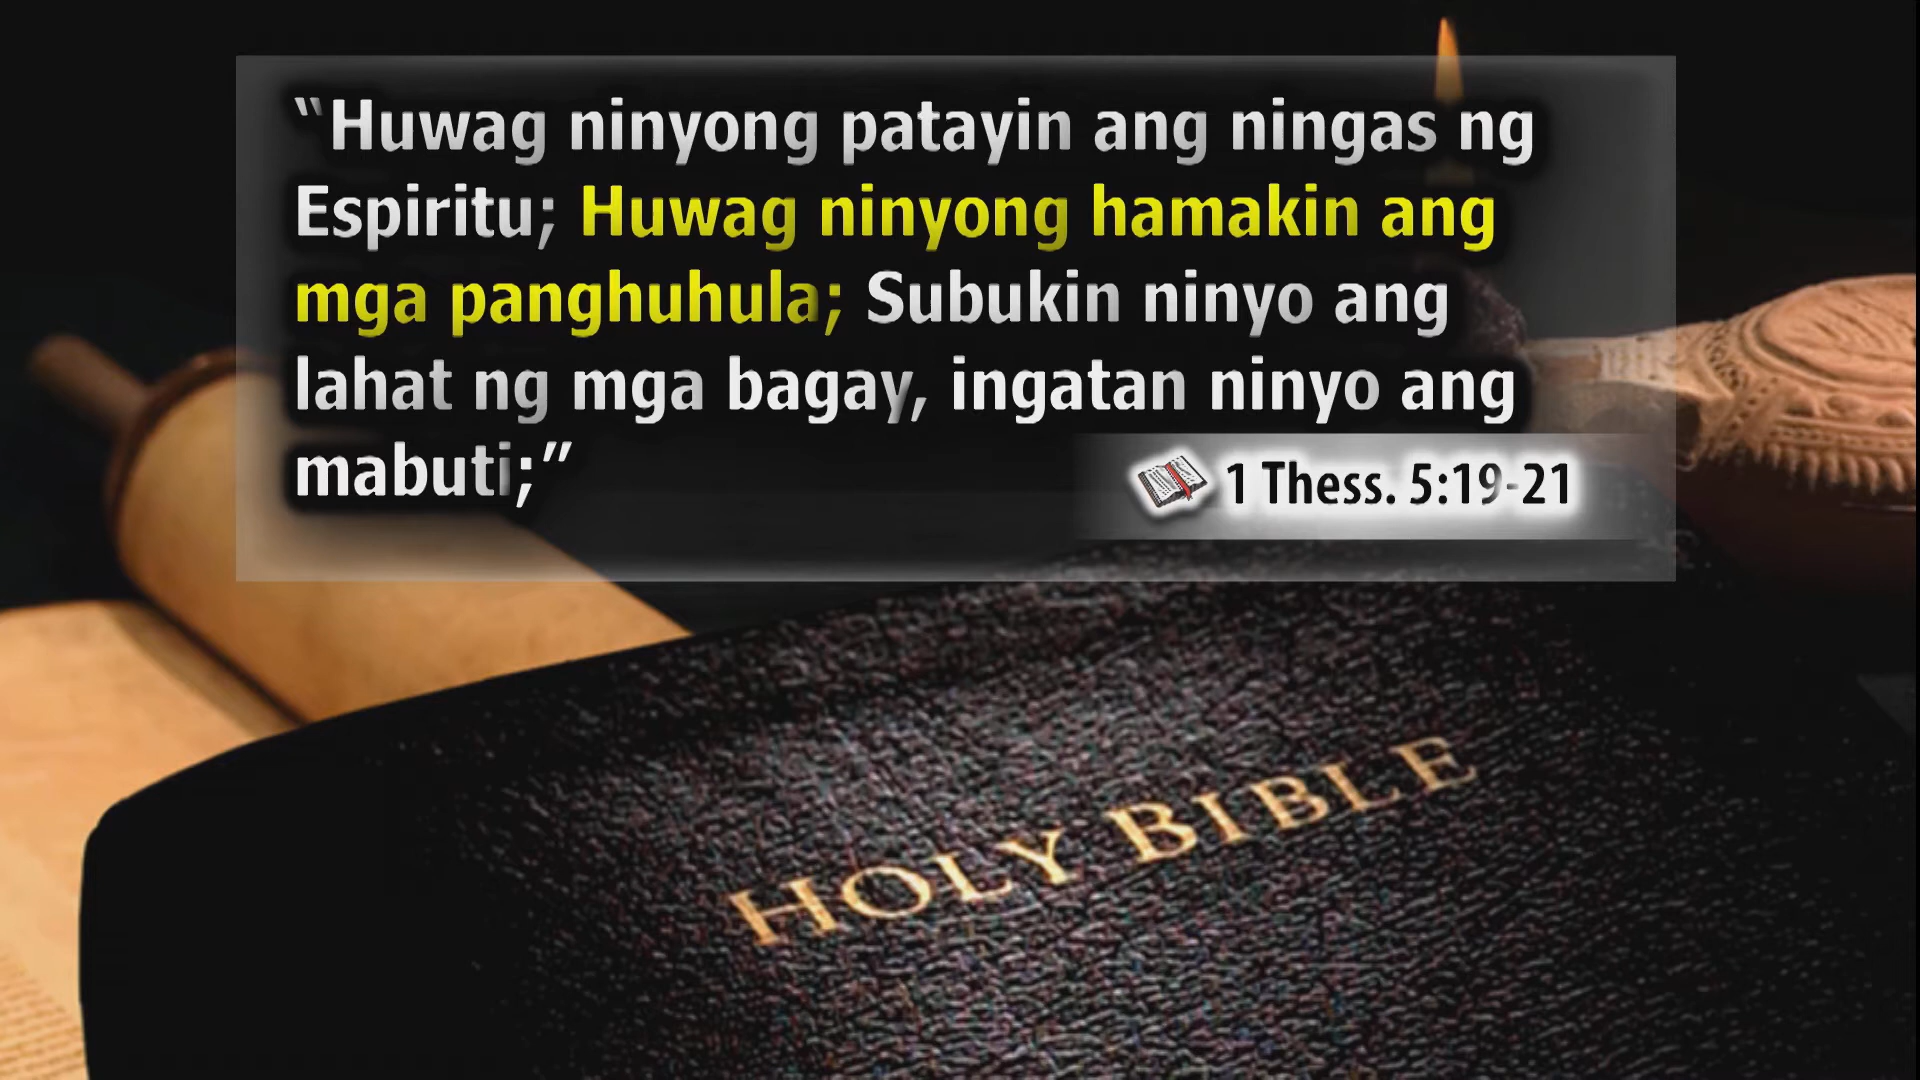 “Huwag ninyong patayin ang ningas ng
Espiritu; Huwag ninyong hamakin ang
mga panghuhula; Subukin ninyo ang
lahat ng mga bagay, ingatan ninyo ang
mabuti;”
1 Thess. 5:19-21
HOLY BIBLE